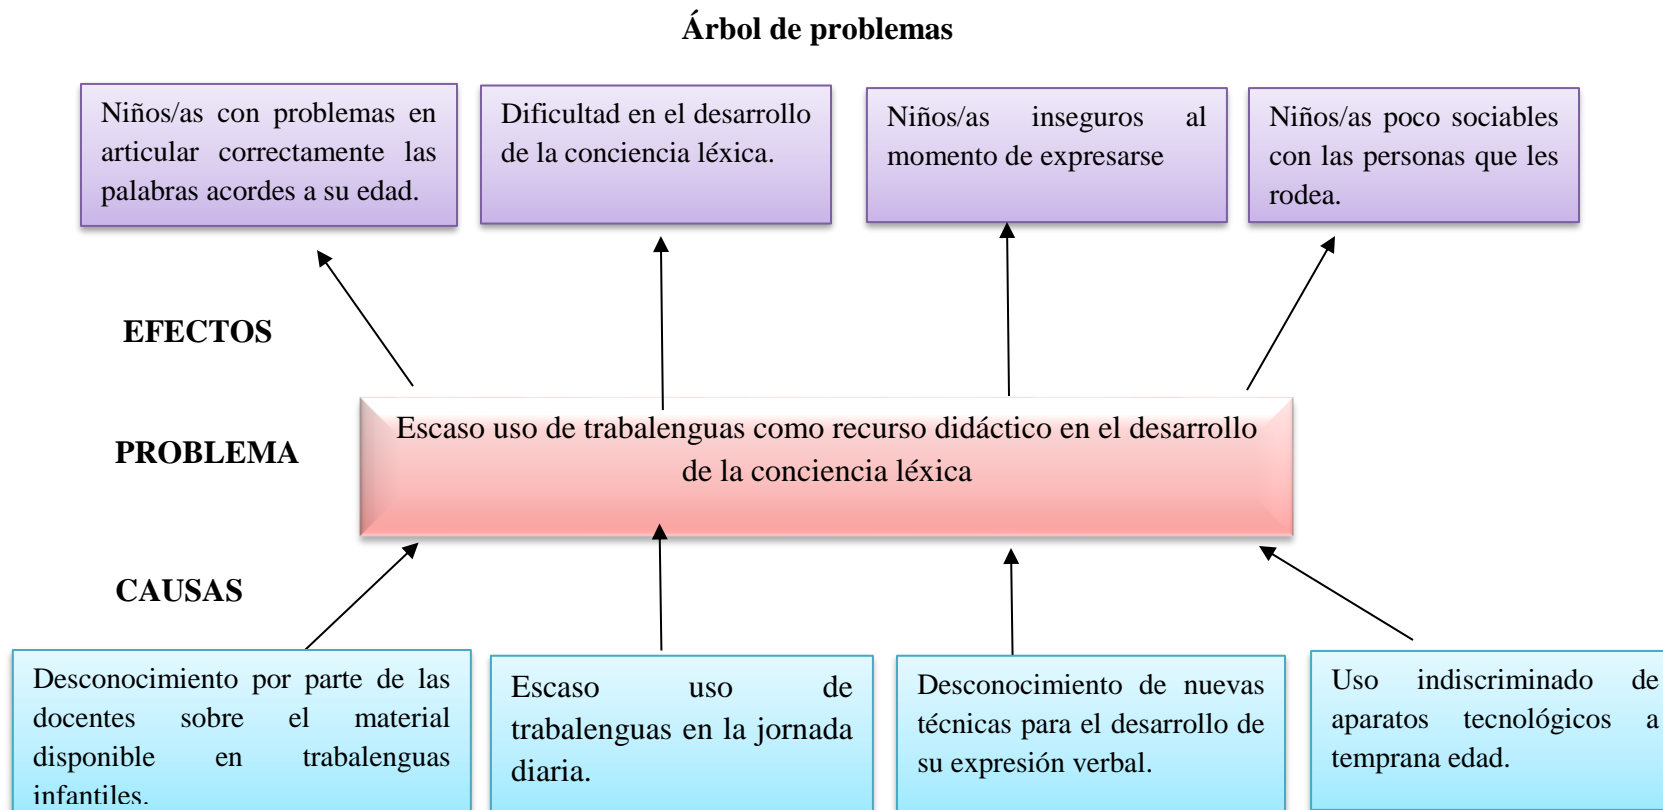 Árbol de problemas
Niños/as con problemas en
articular correctamente las
palabras acordes a su edad.
Dificultad en el desarrollo
de la conciencia léxica.
Niños/as inseguros al
momento de expresarse
Niños/as poco sociables
con las personas que les
rodea.
EFECTOS
PROBLEMA
Escaso uso de trabalenguas como recurso didáctico en el desarrollo
de la conciencia léxica
CAUSAS
Desconocimiento por parte de las
docentes sobre el material
disponible en trabalenguas
infantiles.
Escaso uso de
trabalenguas en la jornada
diaria.
Desconocimiento de nuevas
técnicas para el desarrollo de
su expresión verbal.
Uso indiscriminado de
aparatos tecnológicos a
temprana edad.